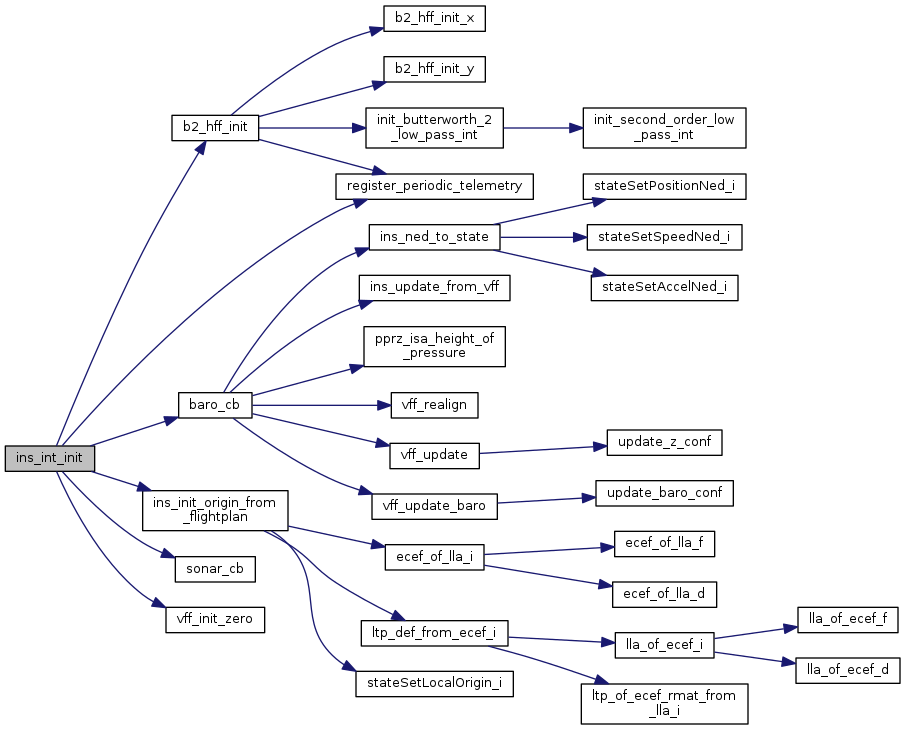 b2_hff_init_x
b2_hff_init_y
b2_hff_init
init_butterworth_2
_low_pass_int
init_second_order_low
_pass_int
register_periodic_telemetry
stateSetPositionNed_i
ins_ned_to_state
stateSetSpeedNed_i
stateSetAccelNed_i
ins_update_from_vff
pprz_isa_height_of
_pressure
baro_cb
vff_realign
vff_update
update_z_conf
ins_int_init
vff_update_baro
update_baro_conf
ins_init_origin_from
_flightplan
ecef_of_lla_i
ecef_of_lla_f
sonar_cb
ecef_of_lla_d
vff_init_zero
ltp_def_from_ecef_i
lla_of_ecef_i
lla_of_ecef_f
lla_of_ecef_d
stateSetLocalOrigin_i
ltp_of_ecef_rmat_from
_lla_i